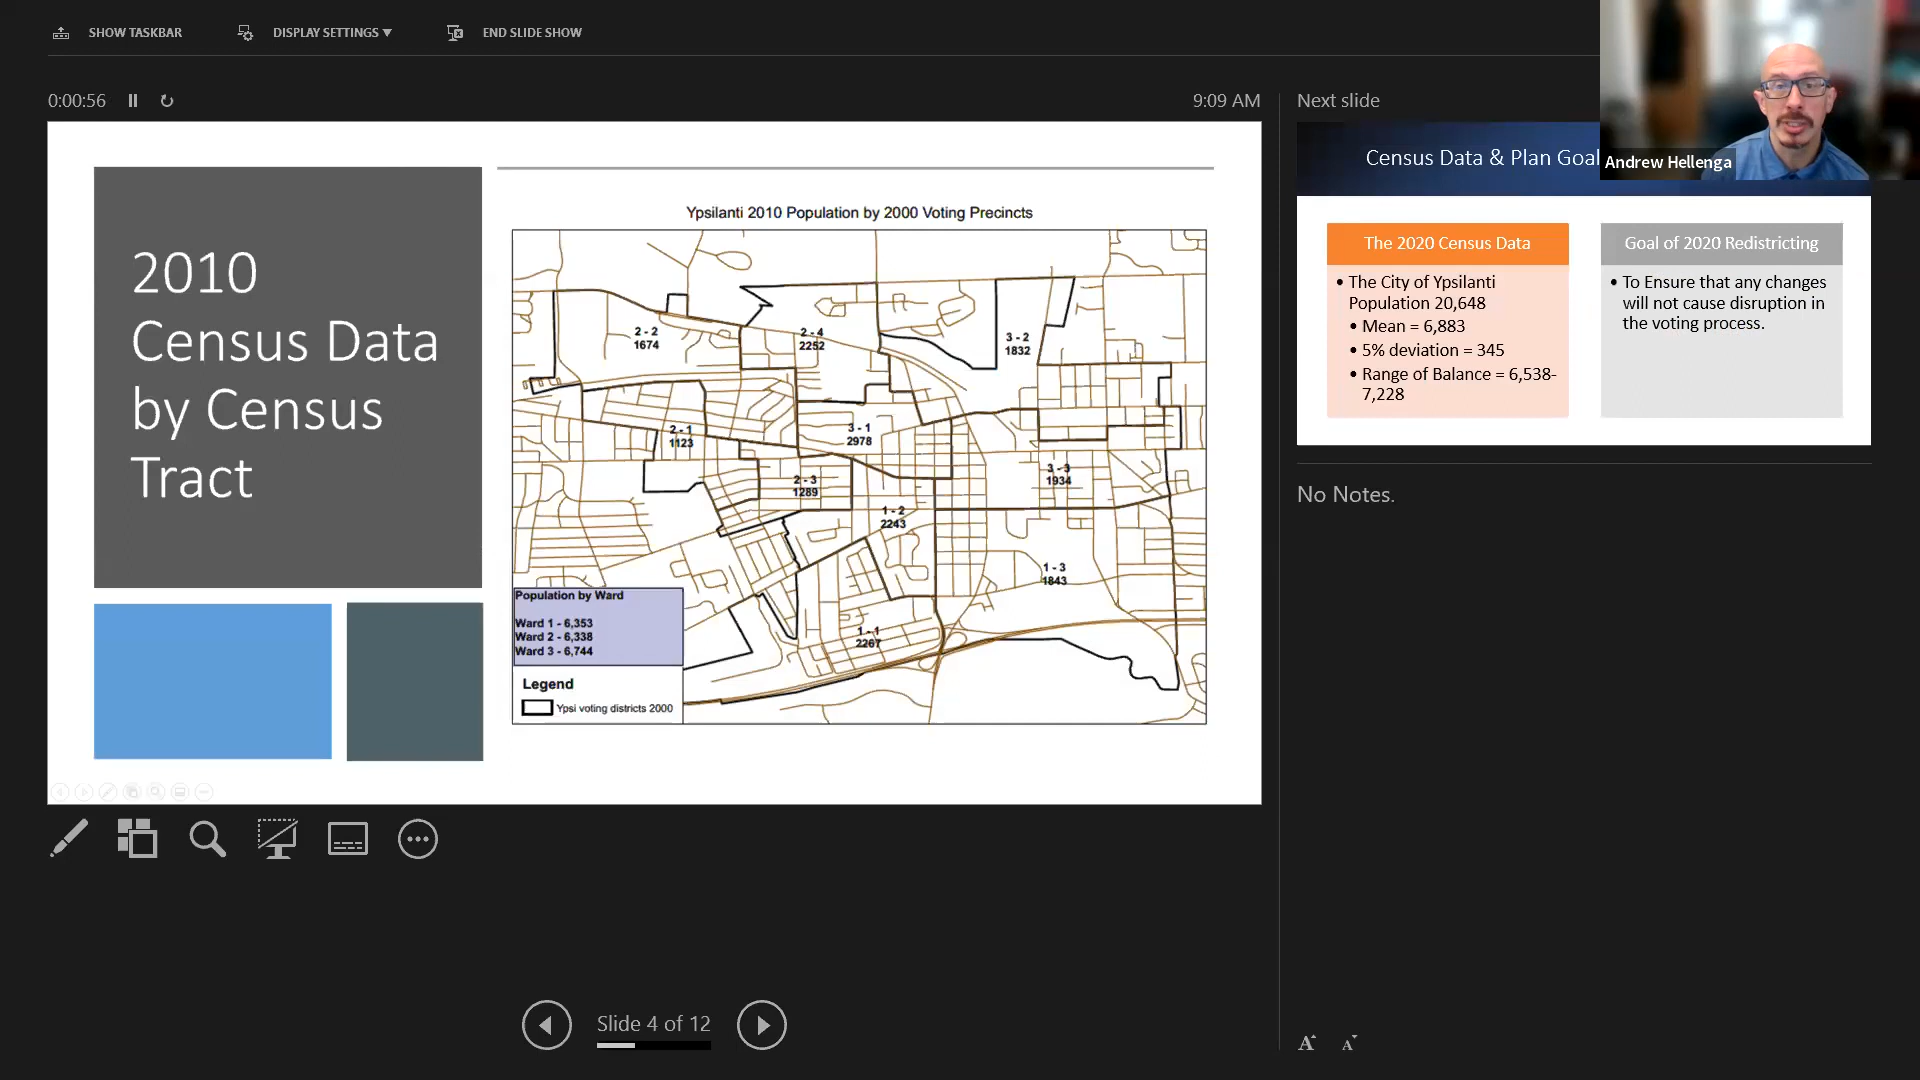 SHOW TASKBAR
DISPLAY SETTINGS ▼
END SLIDE SHOW
0:00:56
9:09 AM
Next slide
2010
Census Data
by Census
Tract
Ypsilanti 2010 Population by 2000 Voting Precincts
2 - 2
1674
2 - 4
2252
3 - 2
1832
2 - 1
1123
3 - 1
2978
3 - 3
1934
2 - 3
1289
1 - 2
2243
1 - 3
1843
1 - 1
2267
Population by Ward
Ward 1 - 6,353
Ward 2 - 6,338
Ward 3 - 6,744
Legend
Ypsi voting districts 2000
Census Data & Plan Goal
Andrew Hellenga
The 2020 Census Data
• The City of Ypsilanti
Population 20,648
• Mean = 6,883
• 5% deviation = 345
• Range of Balance = 6,538-
7,228
Goal of 2020 Redistricting
• To Ensure that any changes
will not cause disruption in
the voting process.
No Notes.
Slide 4 of 12
A A